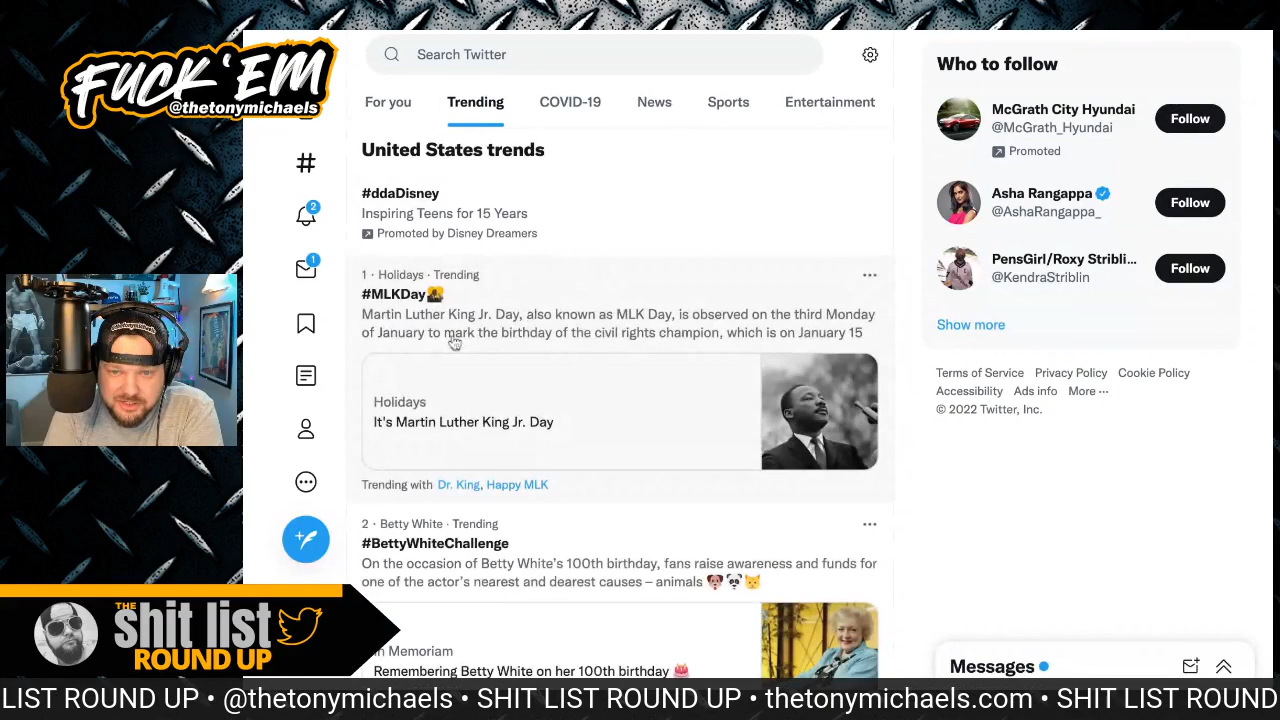 FUCK 'EM
@thetonymichaels
Search Twitter
For you
Trending
COVID-19
News
Sports
Entertainment
United States trends
#ddaDisney
Inspiring Teens for 15 Years
Promoted by Disney Dreamers
1 · Holidays · Trending
#MLKDay
Martin Luther King Jr. Day, also known as MLK Day, is observed on the third Monday
of January to mark the birthday of the civil rights champion, which is on January 15
Holidays
It's Martin Luther King Jr. Day
Trending with Dr. King, Happy MLK
2 · Betty White · Trending
#BettyWhiteChallenge
On the occasion of Betty White's 100th birthday, fans raise awareness and funds for
one of the actor's nearest and dearest causes – animals
In Memoriam
Remembering Betty White on her 100th birthday
2
1
Who to follow
McGrath City Hyundai
@McGrath_Hyundai
Promoted
Follow
Asha Rangappa
@AshaRangappa_
Follow
PensGirl/Roxy Stribli...
@KendraStriblin
Follow
Show more
Terms of Service Privacy Policy Cookie Policy
Accessibility Ads info More ···
© 2022 Twitter, Inc.
Messages
THE
shit list
ROUND UP
LIST ROUND UP • @thetonymichaels • SHIT LIST ROUND UP • thetonymichaels.com • SHIT LIST ROUND